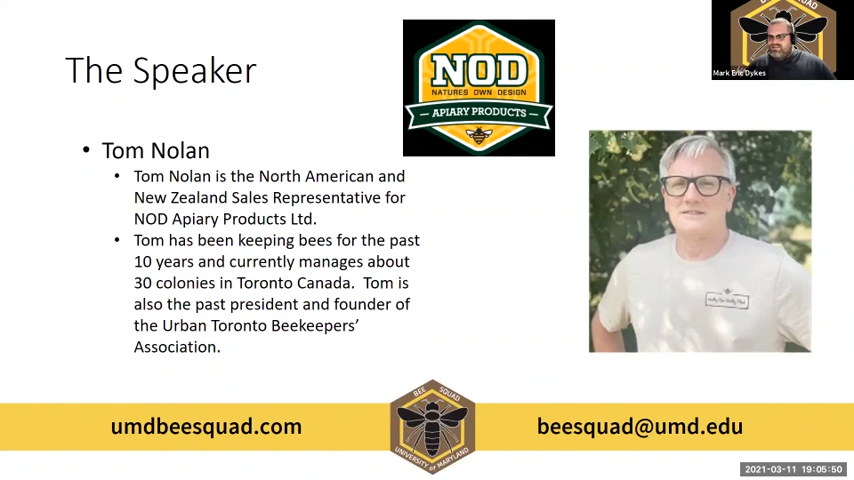 The Speaker
NOD
NATURES OWN DESIGN
APIARY PRODUCTS
Mark Eric Dykes
• Tom Nolan
• Tom Nolan is the North American and
New Zealand Sales Representative for
NOD Apiary Products Ltd.
• Tom has been keeping bees for the past
10 years and currently manages about
30 colonies in Toronto Canada. Tom is
also the past president and founder of
the Urban Toronto Beekeepers’
Association.
umdbeesquad.com
BEE SQUAD
UNIVERSITY of MARYLAND
beesquad@umd.edu
2021-03-11 19:05:50